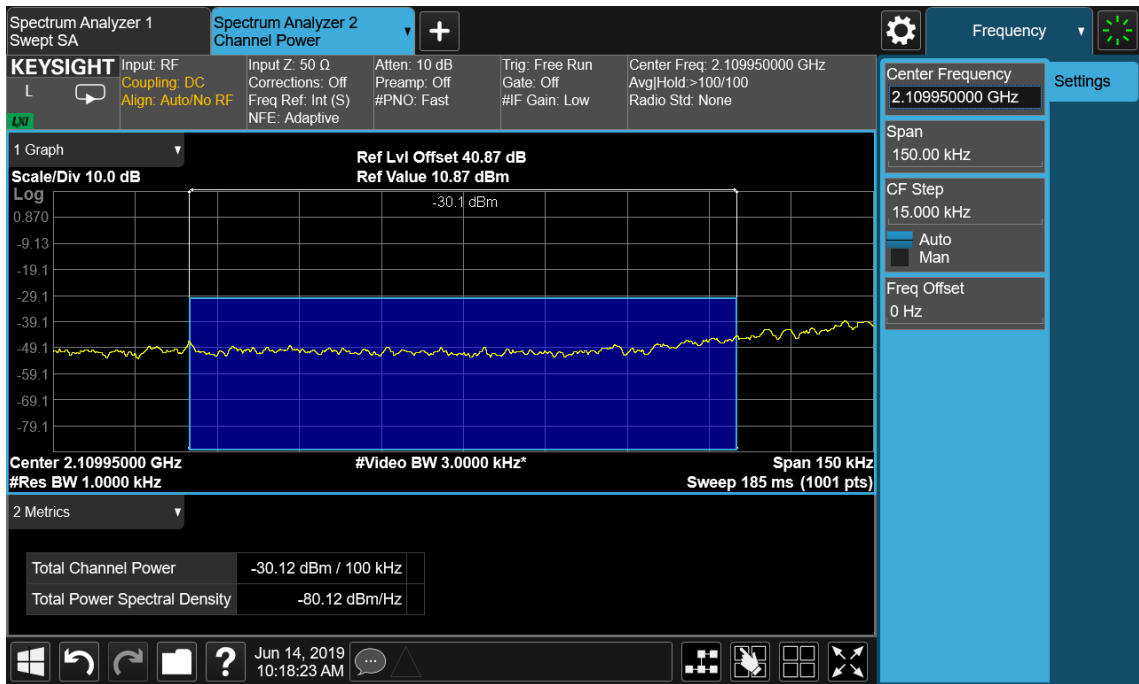 Spectrum Analyzer 1
Swept SA
Spectrum Analyzer 2
Channel Power
Frequency
KEYSIGHT
L
LXI
Input: RF
Coupling: DC
Align: Auto/No RF
Input Z: 50 Ω
Corrections: Off
Freq Ref: Int (S)
NFE: Adaptive
Atten: 10 dB
Preamp: Off
#PNO: Fast
Trig: Free Run
Gate: Off
#IF Gain: Low
Center Freq: 2.109950000 GHz
Avg|Hold:>100/100
Radio Std: None
Center Frequency
2.109950000 GHz
Settings
Span
150.00 kHz
CF Step
15.000 kHz
Auto
Man
Freq Offset
0 Hz
1 Graph
Ref Lvl Offset 40.87 dB
Scale/Div 10.0 dB
Ref Value 10.87 dBm
Log
-30.1 dBm
0.870
-9.13
-19.1
-29.1
-39.1
-49.1
-59.1
-69.1
-79.1
Center 2.10995000 GHz
#Video BW 3.0000 kHz*
Span 150 kHz
#Res BW 1.0000 kHz
Sweep 185 ms (1001 pts)
2 Metrics
Total Channel Power
-30.12 dBm / 100 kHz
Total Power Spectral Density
-80.12 dBm/Hz
Jun 14, 2019
10:18:23 AM